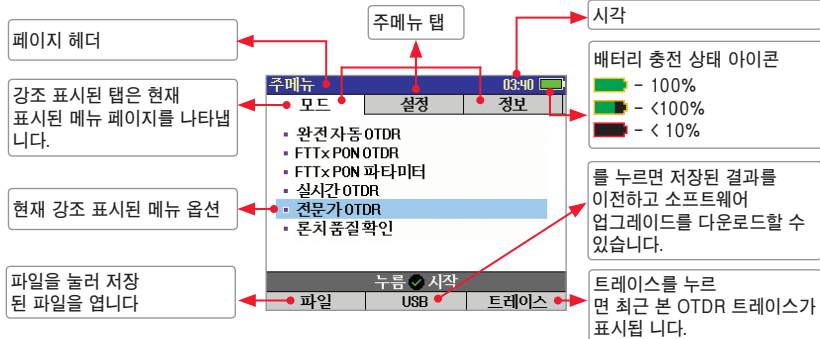 페이지 헤더
강조 표시된 탭은 현재
표시된 메뉴 페이지를 나타냅
니다.
현재 강조 표시된 메뉴 옵션
파일을 눌러 저장
된 파일을 엽니다
주메뉴 탭
주메뉴 03:40
모드 설정 정보
완전자동 OTDR
FTTx PON OTDR
FTTx PON 파타미터
실시간 OTDR
전문가 OTDR
론치품질확인
누름 시작
파일 USB 트레이스
시각
배터리 충전 상태 아이콘
- 100%
- <100%
- < 10%
를 누르면 저장된 결과를
이전하고 소프트웨어
업그레이드를 다운로드할 수
있습니다.
트레이스를 누르
면 최근 본 OTDR 트레이스가
표시됩 니다.